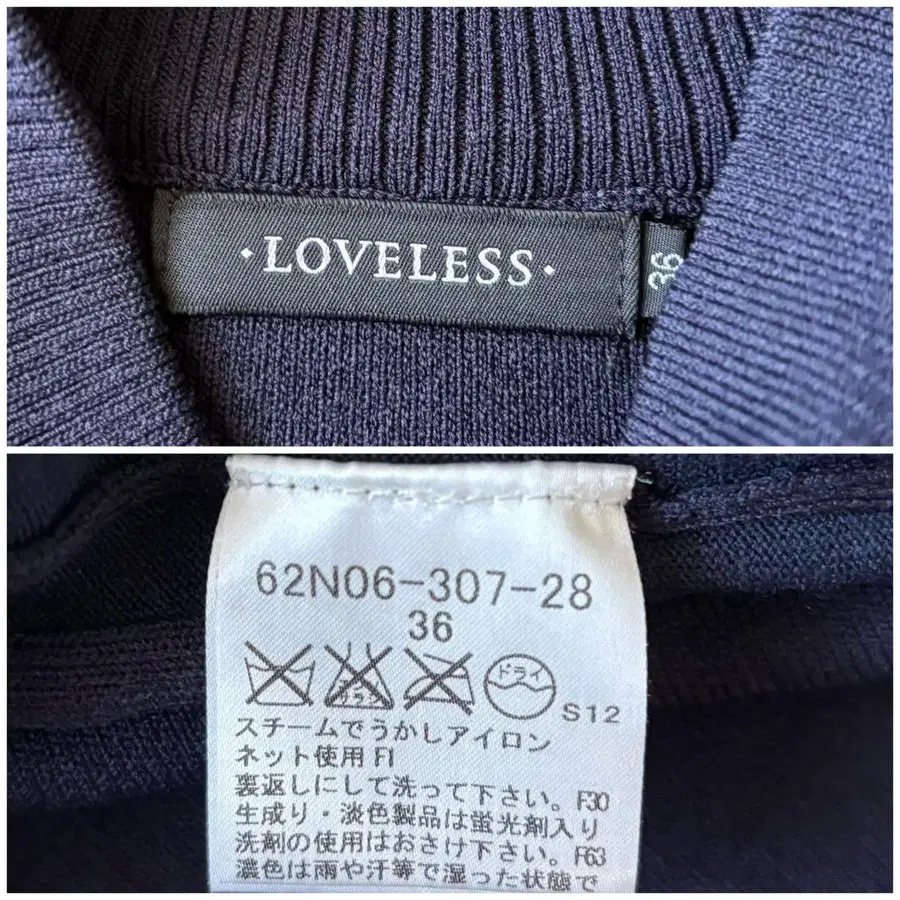 ·LOVELESS·
36
62N06-307-28
36
ドライ
S12
スチームでうかしアイロン
ネット使用 F1
裏返しにして洗って下さい。F30
生成り・淡色製品は蛍光剤入り
洗剤の使用はおさけ下さい。F63
濃色は雨や汗等で湿った状態で